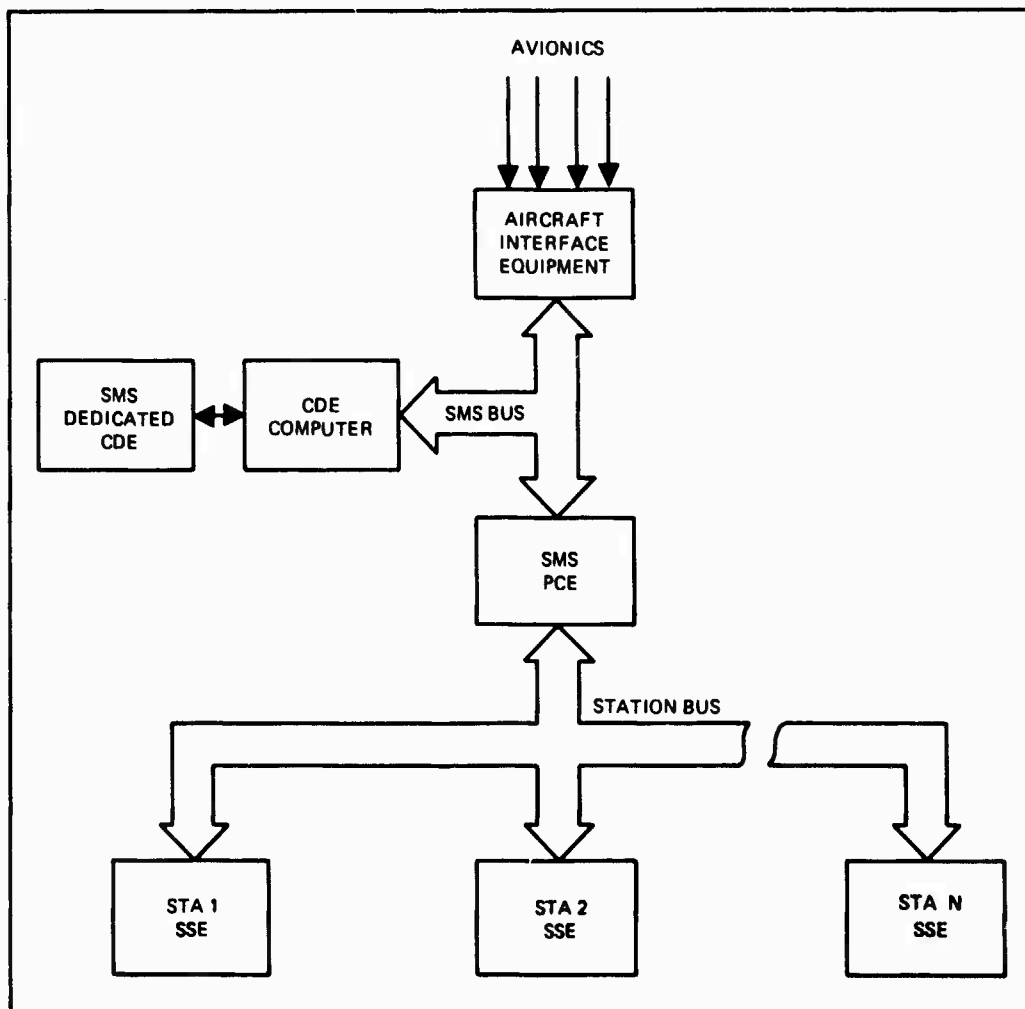 AVIONICS
AIRCRAFT
INTERFACE
EQUIPMENT
SMS
DEDICATED
CDE
CDE
COMPUTER
SMS BUS
SMS
PCE
STATION BUS
STA 1
SSE
STA 2
SSE
STA N
SSE